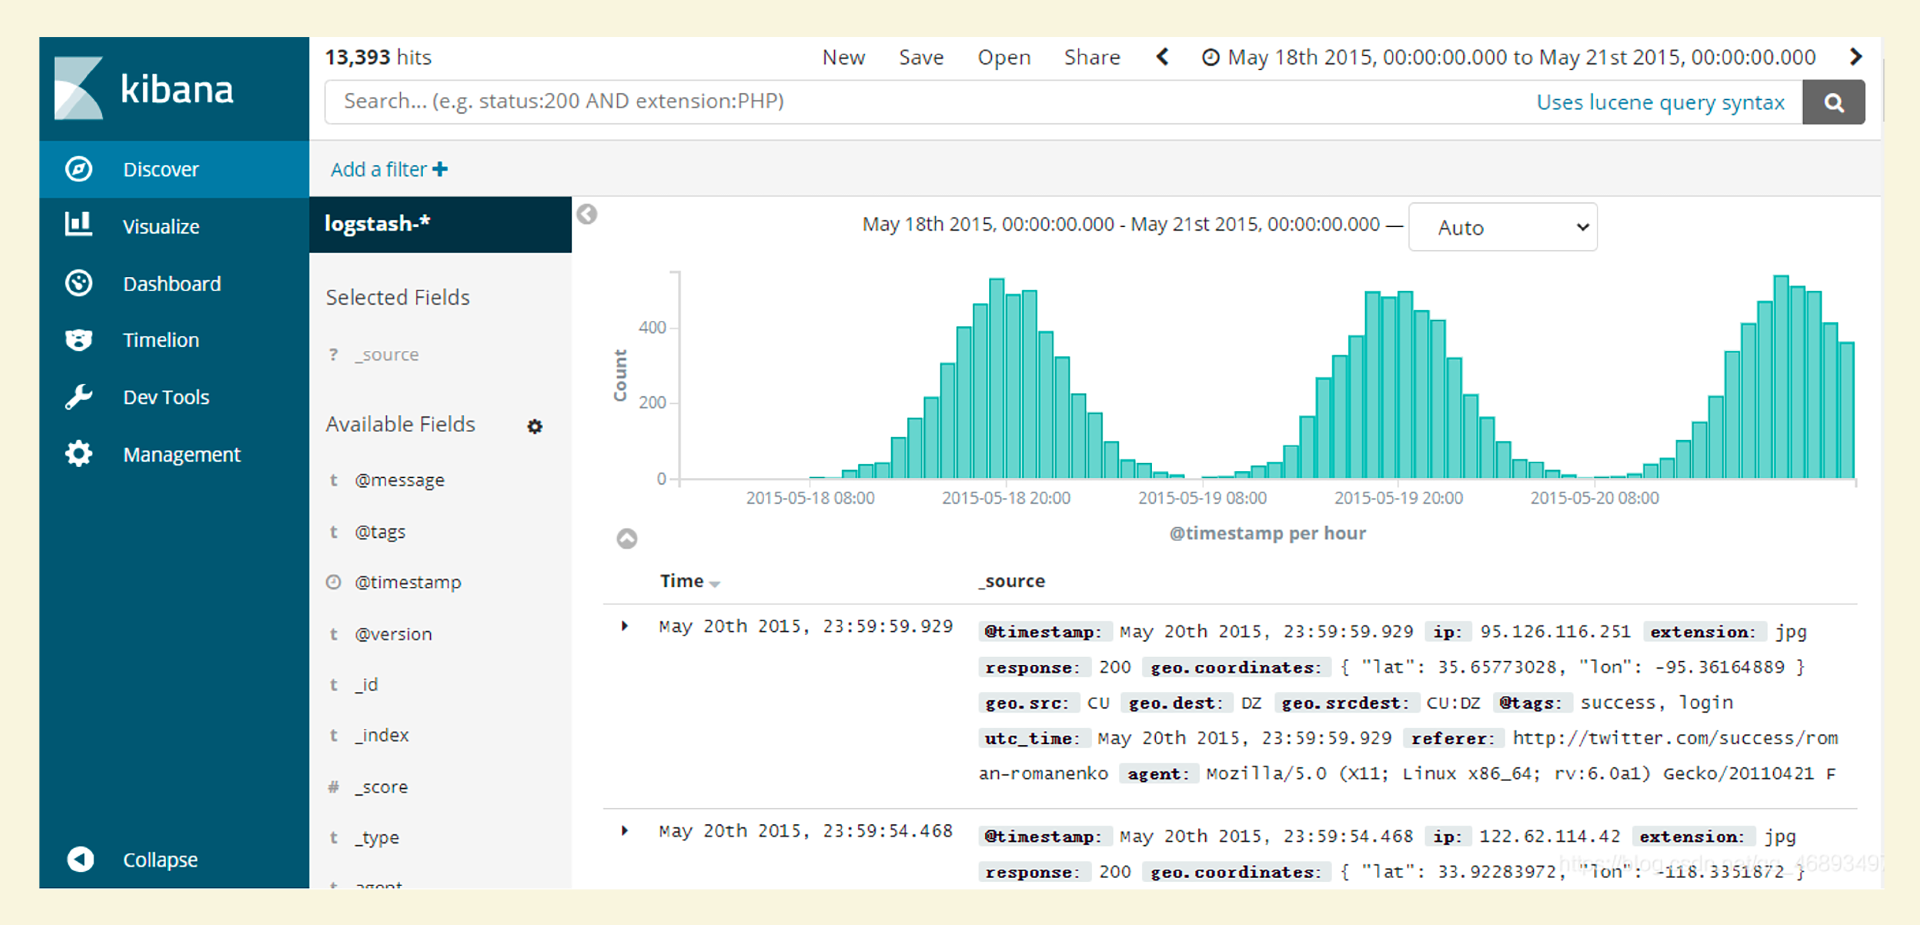 kibana
13,393 hits
New Save Open Share May 18th 2015, 00:00:00.000 to May 21st 2015, 00:00:00.000
Search... (e.g. status:200 AND extension:PHP) Uses lucene query syntax
Add a filter
Discover
Visualize
Dashboard
Timelion
Dev Tools
Management
Collapse
logstash-*
Selected Fields
? _source
Available Fields
t @message
t @tags
@timestamp
t @version
t _id
t _index
# _score
t _type
t agent
May 18th 2015, 00:00:00.000 - May 21st 2015, 00:00:00.000 — Auto
Count
400
200
0
2015-05-18 08:00 2015-05-18 20:00 2015-05-19 08:00 2015-05-19 20:00 2015-05-20 08:00
@timestamp per hour
Time _source
May 20th 2015, 23:59:59.929 @timestamp: May 20th 2015, 23:59:59.929 ip: 95.126.116.251 extension: jpg
response: 200 geo.coordinates: { "lat": 35.65773028, "lon": -95.36164889 }
geo.src: CU geo.dest: DZ geo.srcdest: CU:DZ @tags: success, login
utc_time: May 20th 2015, 23:59:59.929 referer: http://twitter.com/success/rom
an-romanenko agent: Mozilla/5.0 (X11; Linux x86_64; rv:6.0a1) Gecko/20110421 F
May 20th 2015, 23:59:54.468 @timestamp: May 20th 2015, 23:59:54.468 ip: 122.62.114.42 extension: jpg
response: 200 geo.coordinates: { "lat": 33.92283972, "lon": -118.3351872 }